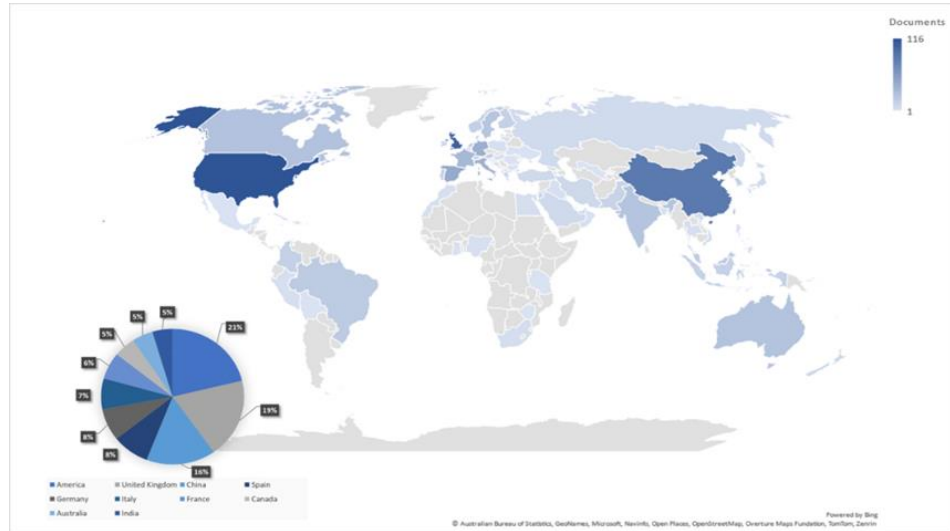 Documents
116
1
5%
5%
21%
5%
6%
7%
19%
8%
8%
16%
America United Kingdom China Spain
Germany Italy France Canada
Australia India
Powered by Bing
© Australian Bureau of Statistics, GeoNames, Microsoft, Navinfo, Open Places, OpenStreetMap, Overture Maps Fundation, TomTom, Zenrin